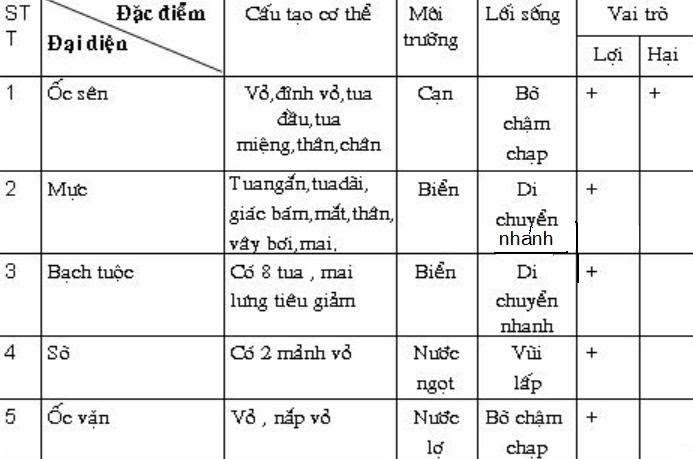 ST
T
Đặc điểm
Đại diện
Cấu tạo cơ thể
Môi
trường
Lối sống
Vai trò
Lợi
Hại
1
Ốc sên
Vỏ,đỉnh vỏ,tua
đầu,tua
miệng,thân,chân
Cạn
Bò
chậm
chạp
+
+
2
Mực
Tuangắn,tuadài,
giác bám,mắt,thân,
vây bơi,mai.
Biển
Di
chuyển
nhanh
+
3
Bạch tuộc
Có 8 tua , mai
lưng tiêu giảm
Biển
Di
chuyển
nhanh
+
4
Sò
Có 2 mảnh vỏ
Nước
ngọt
Vùi
lấp
+
5
Ốc vặn
Vỏ , nắp vỏ
Nước
lợ
Bò chậm
chạp
+